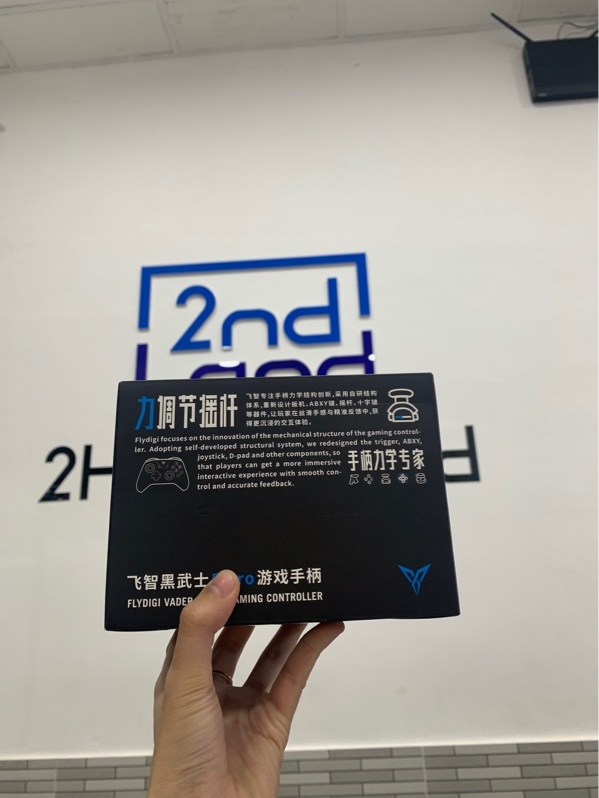 2nd
Land
2H
d
力调节摇杆
飞智专注手柄力学结构创新,采用自研结构
体系,重新设计扳机、ABXY键、摇杆、十字键
等器件,让玩家在丝滑手感与精准反馈中,获
得更沉浸的交互体验。
Flydigi focuses on the innovation of the mechanical structure of the gaming control-
ler. Adopting self-developed structural system, we redesigned the trigger, ABXY,
joystick, D-pad and other components, so
that players can get a more immersive
interactive experience with smooth con-
trol and accurate feedback.
手柄力学专家
飞智黑武士 ro游戏手柄
FLYDIGI VADER AMING CONTROLLER